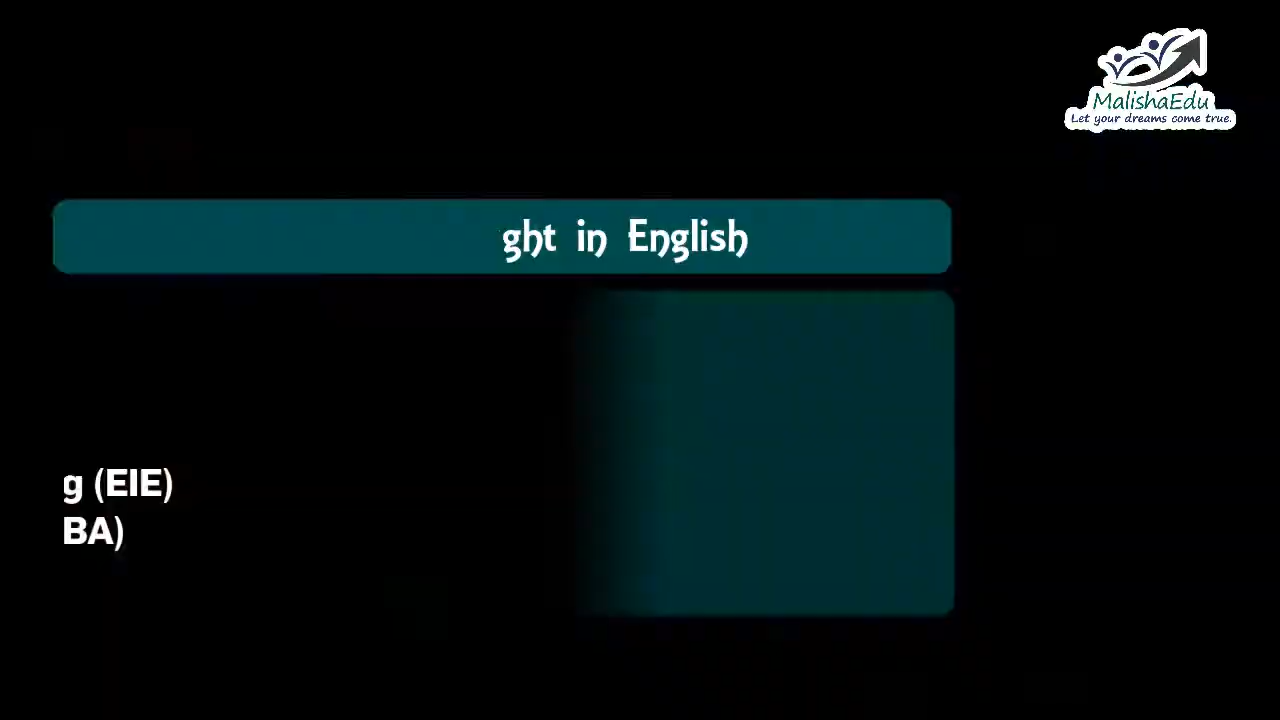 MalishaEdu
Let your dreams come true.
ght in English
g (EIE)
BA)